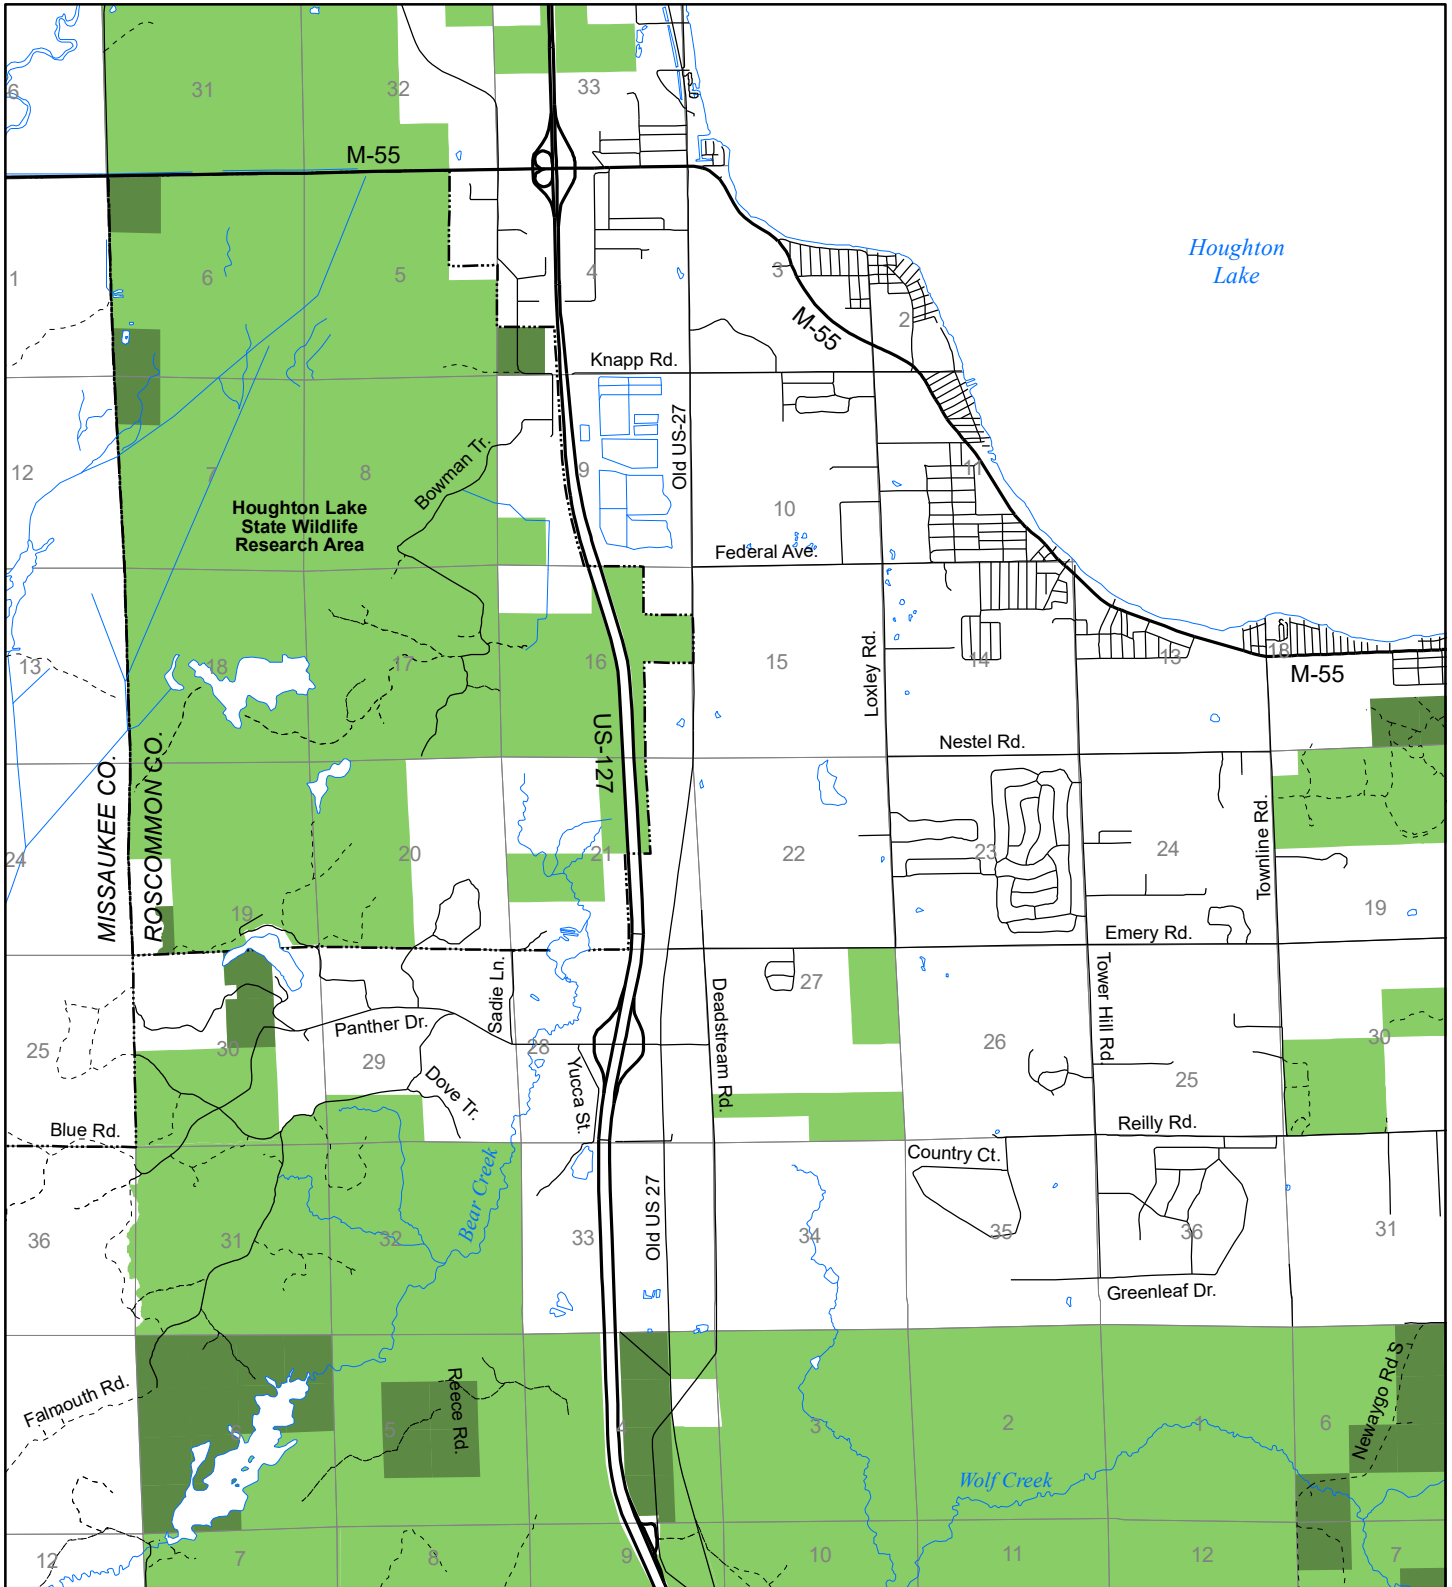 31
32
33
6
M-55
Houghton
Lake
1
6
5
4
3
2
M-55
Knapp Rd.
Old US-27
Bowman Tr.
12
7
8
9
10
11
Houghton Lake
State Wildlife
Research Area
Federal Ave.
13
18
17
16
15
14
13
18
Loxley Rd.
M-55
US-127
Nestel Rd.
MISSAUKEE CO.
ROSCOMMON CO.
Townline Rd.
24
20
21
22
23
24
19
19
Emery Rd.
Sadie Ln.
Deadstream Rd.
27
Tower Hill Rd.
Panther Dr.
25
30
29
28
26
25
30
Yucca St.
Dove Tr.
Blue Rd.
Reilly Rd.
Country Ct.
Bear Creek
Old US 27
36
31
32
33
34
35
36
31
Greenleaf Dr.
Falmouth Rd.
Reece Rd.
Newaygo Rd S
6
5
4
3
2
1
6
Wolf Creek
12
7
8
9
10
11
12
7